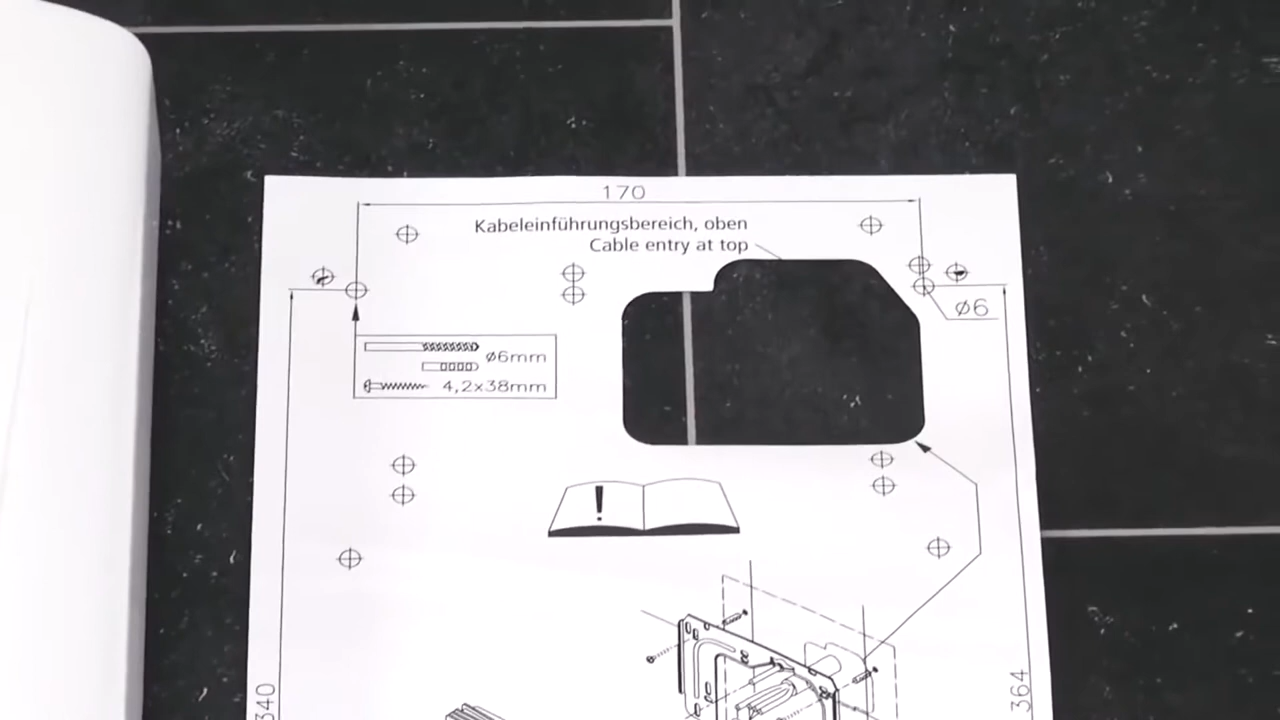 170
Kabeleinführungsbereich, oben
Cable entry at top
ø6
ø6mm
4,2x38mm
!
340
364